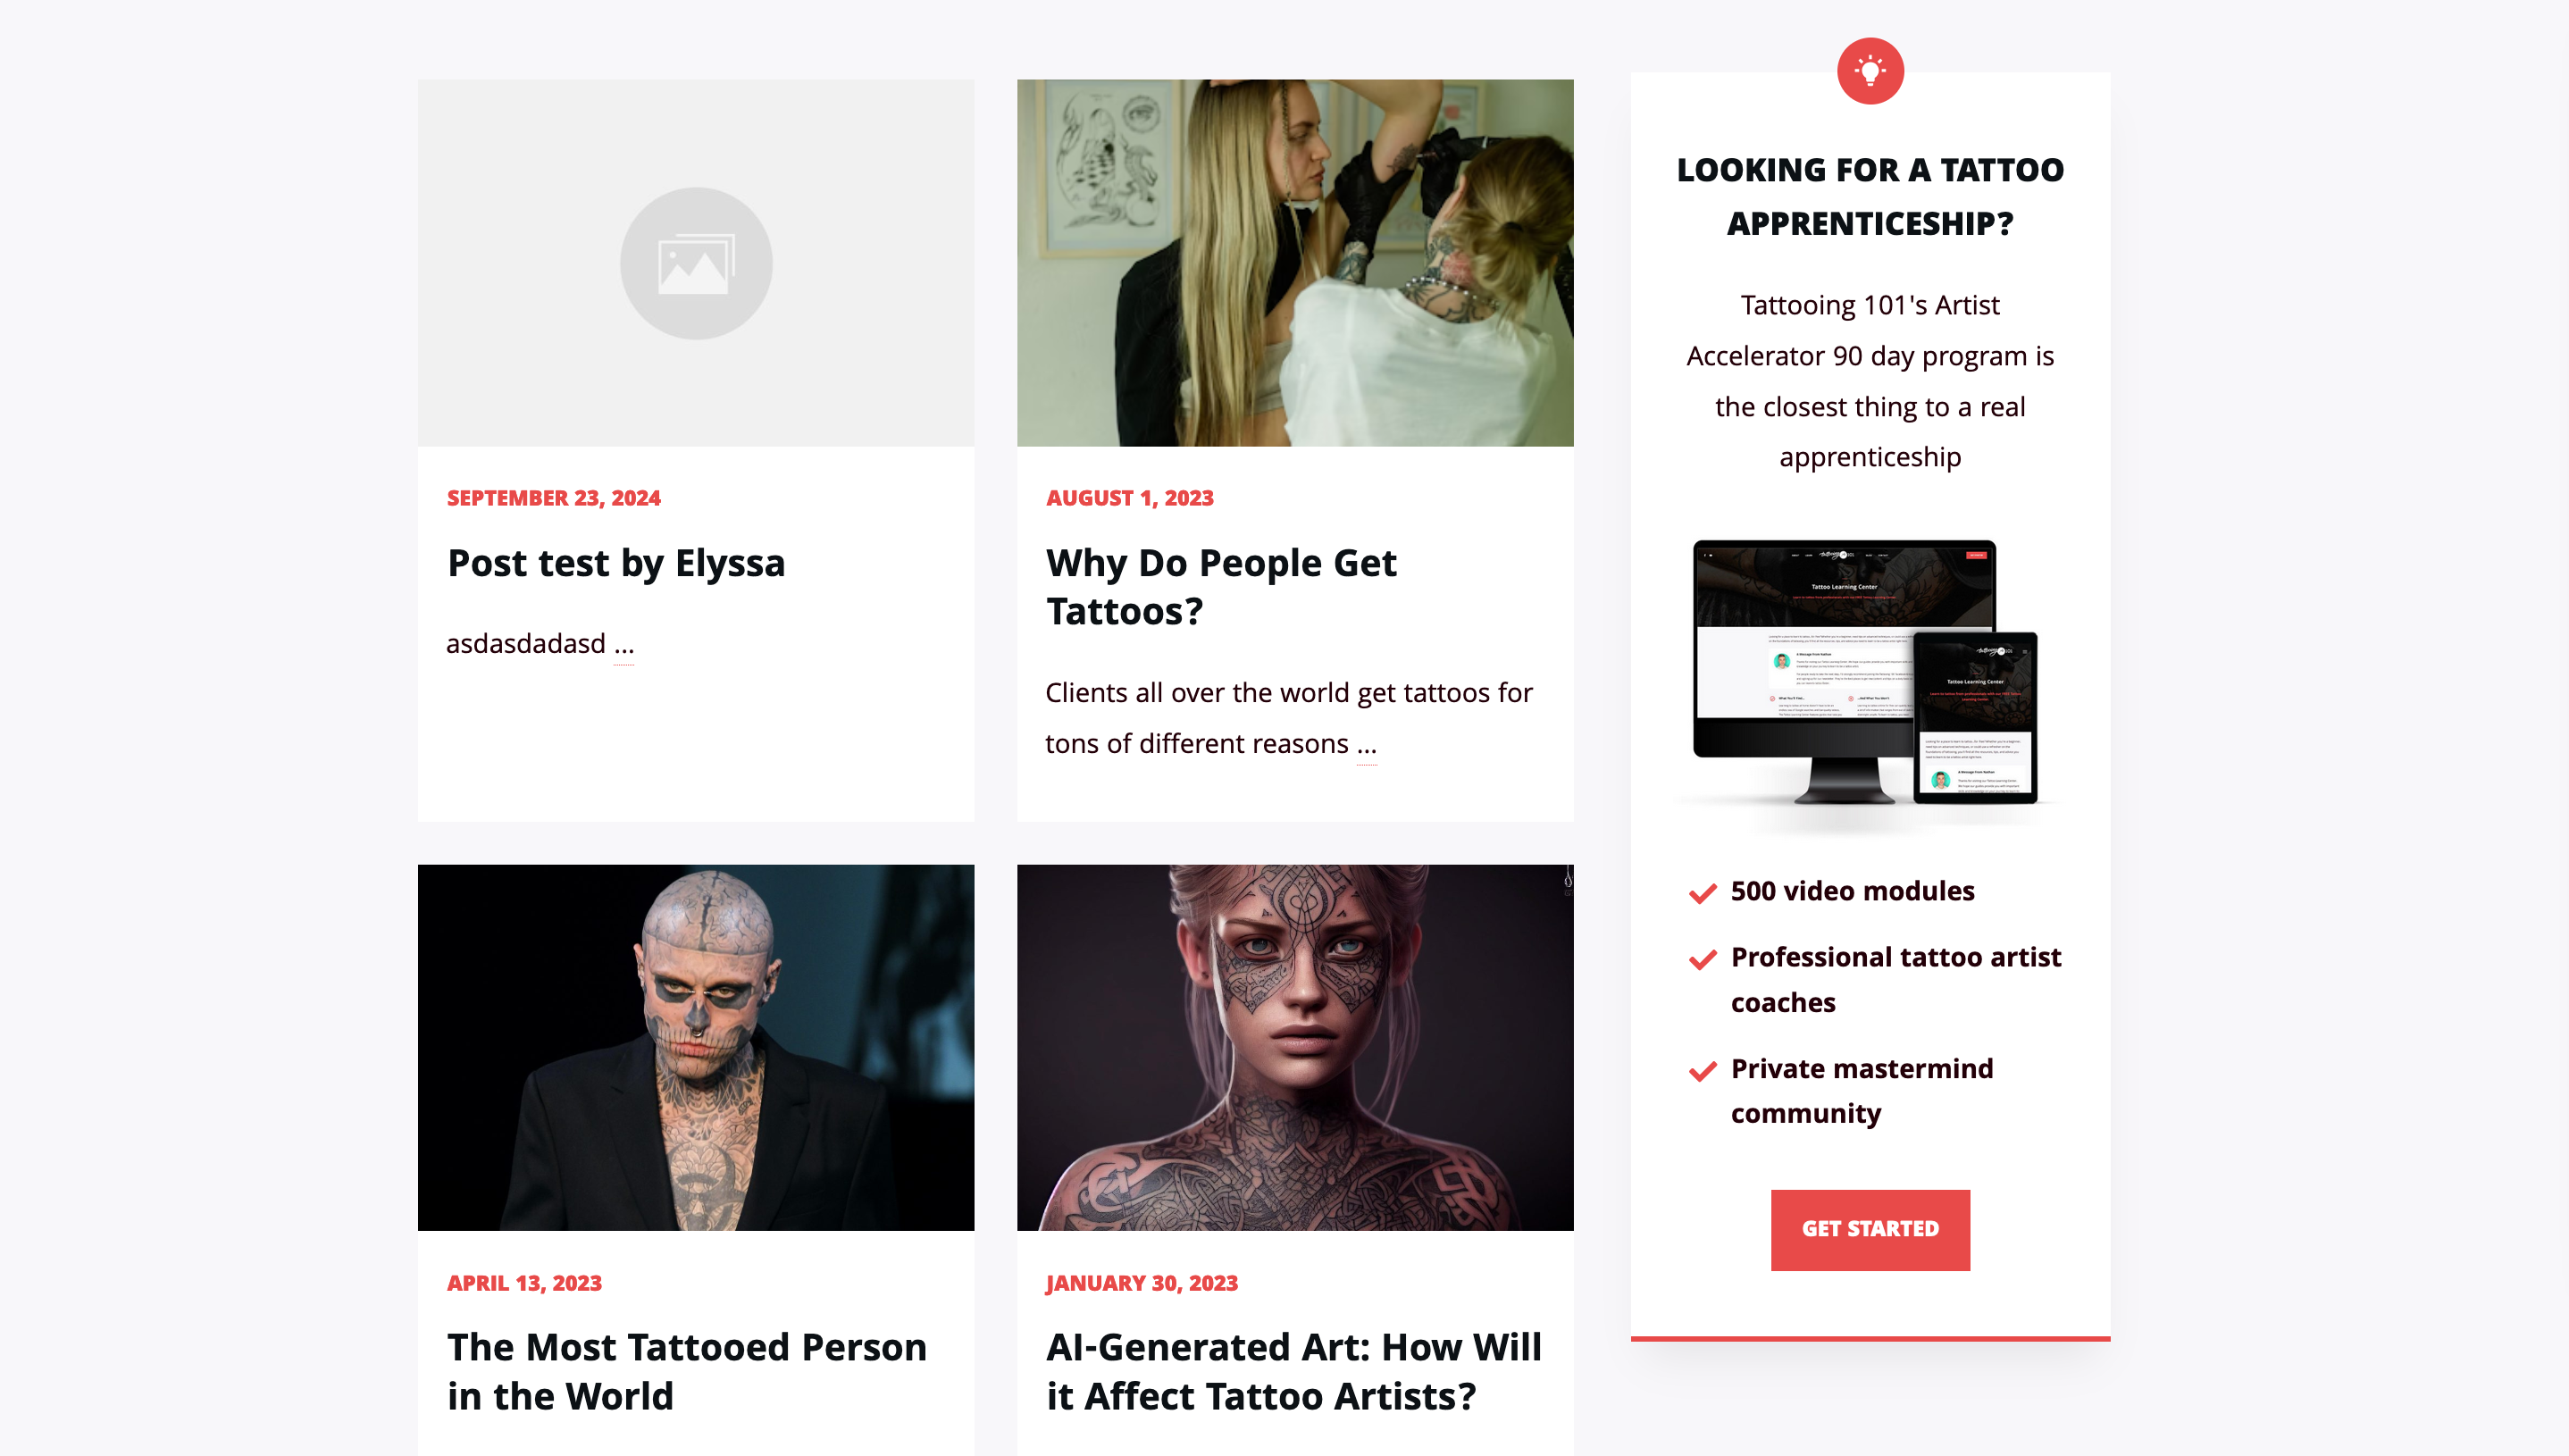 SEPTEMBER 23, 2024
Post test by Elyssa
asdasdadasd ...
AUGUST 1, 2023
Why Do People Get
Tattoos?
Clients all over the world get tattoos for
tons of different reasons ...
APRIL 13, 2023
The Most Tattooed Person
in the World
JANUARY 30, 2023
AI-Generated Art: How Will
it Affect Tattoo Artists?
LOOKING FOR A TATTOO
APPRENTICESHIP?
Tattooing 101's Artist
Accelerator 90 day program is
the closest thing to a real
apprenticeship
Tattoo Learning Center
Tattoo Learning Center
500 video modules
Professional tattoo artist
coaches
Private mastermind
community
GET STARTED